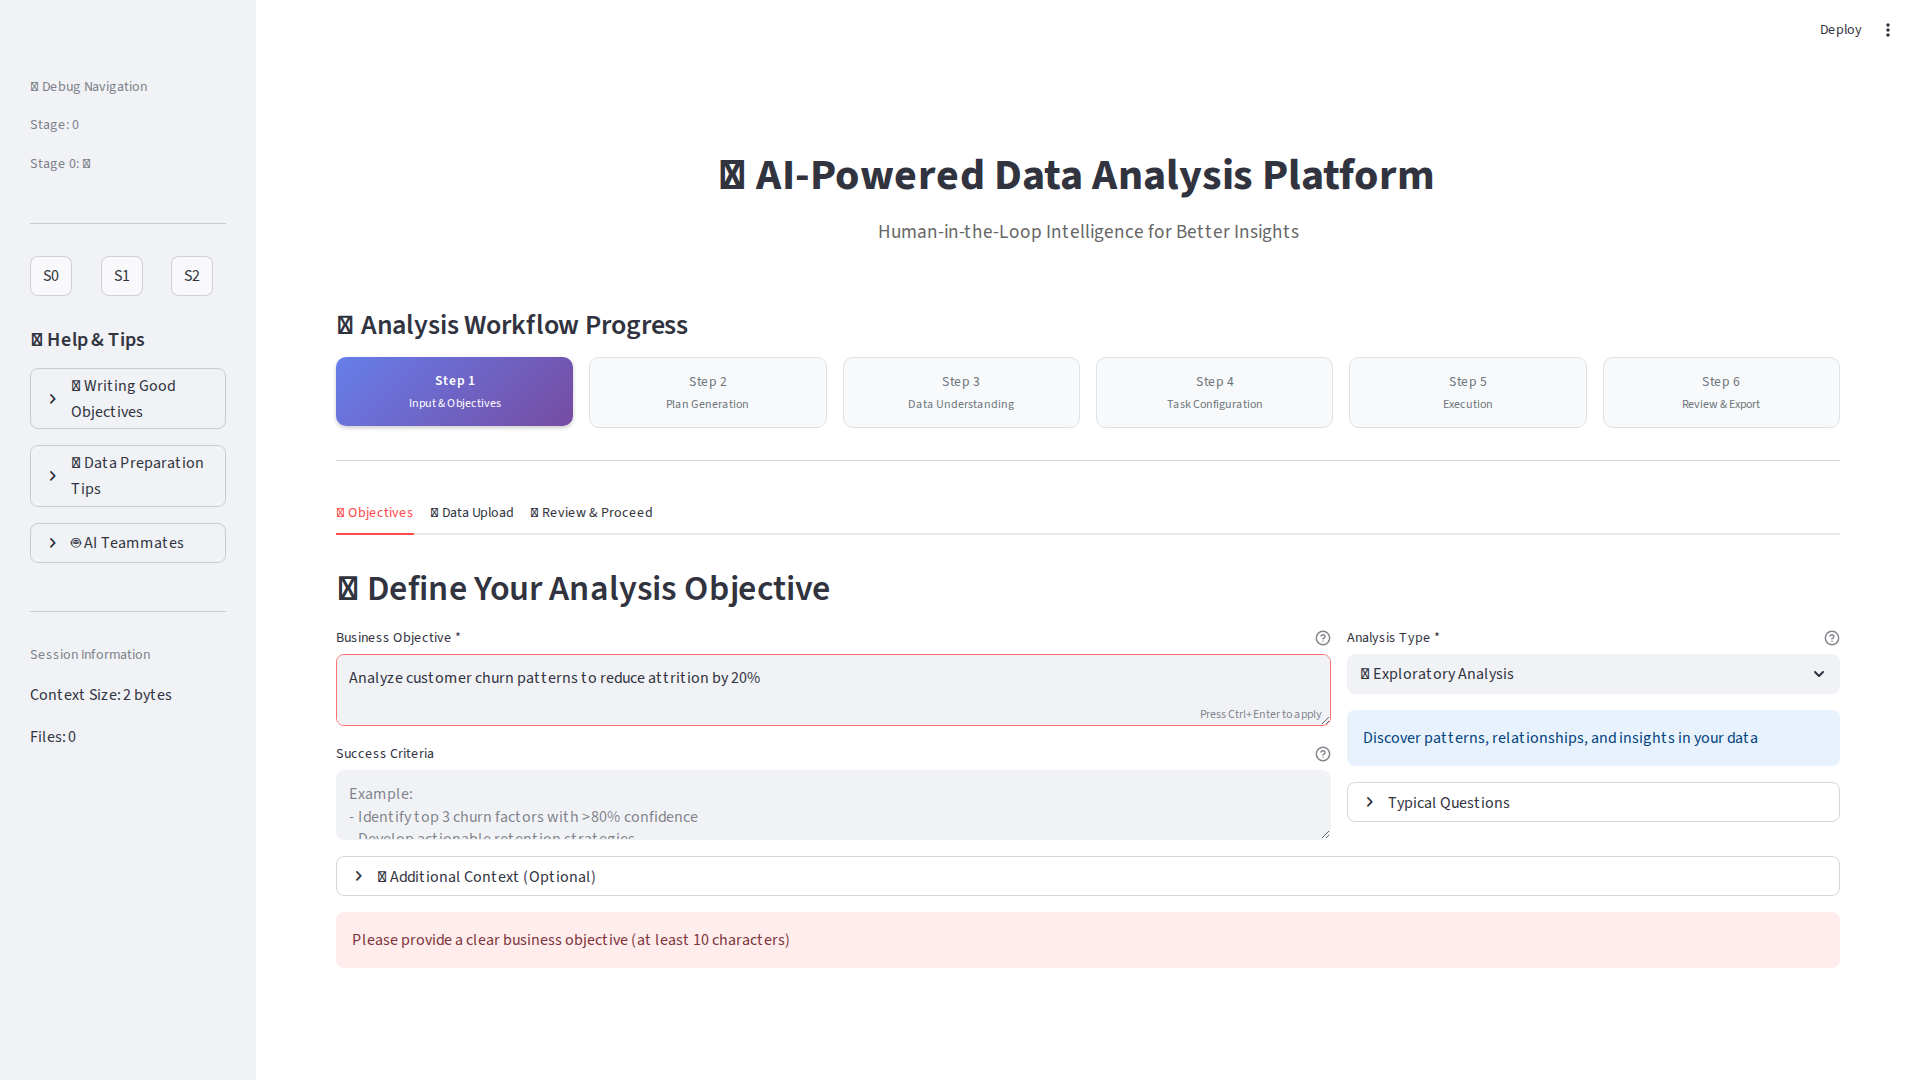 Deploy
Debug Navigation
Stage: 0
Stage 0:
S0
S1
S2
Help & Tips
Writing Good
Objectives
Data Preparation
Tips
AI Teammates
Session Information
Context Size: 2 bytes
Files: 0
AI-Powered Data Analysis Platform
Human-in-the-Loop Intelligence for Better Insights
Analysis Workflow Progress
Step 1
Input & Objectives
Step 2
Plan Generation
Step 3
Data Understanding
Step 4
Task Configuration
Step 5
Execution
Step 6
Review & Export
Objectives
Data Upload
Review & Proceed
Define Your Analysis Objective
Business Objective *
Analyze customer churn patterns to reduce attrition by 20%
Press Ctrl+Enter to apply
Success Criteria
Example:
- Identify top 3 churn factors with >80% confidence
- Develop actionable retention strategies
Analysis Type *
Exploratory Analysis
Discover patterns, relationships, and insights in your data
Typical Questions
Additional Context (Optional)
Please provide a clear business objective (at least 10 characters)